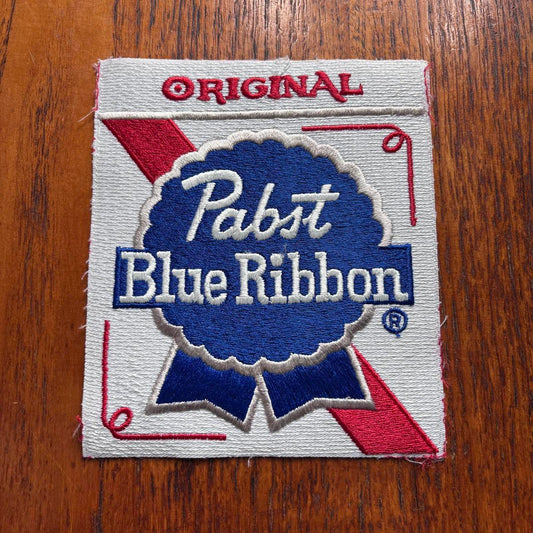 ORIGINAL
Pabst
Blue Ribbon
®